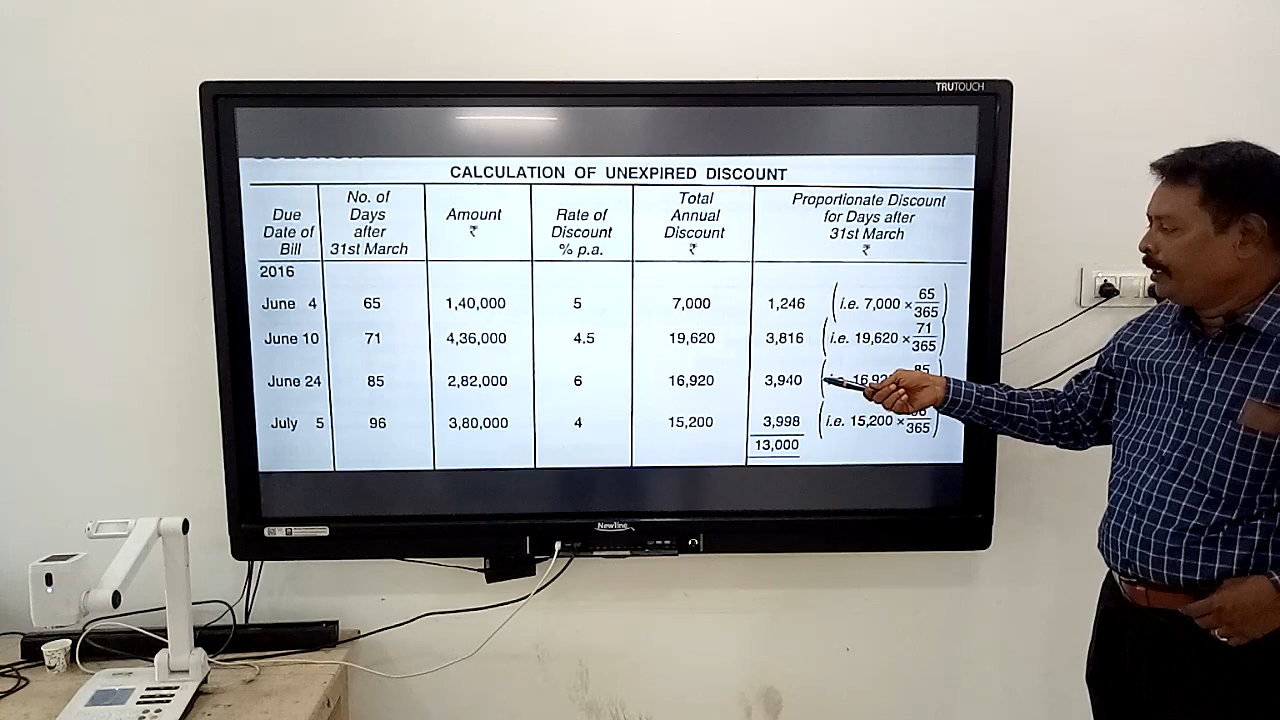 TRUTOUCH
CALCULATION OF UNEXPIRED DISCOUNT
Due Date of Bill | No. of Days after 31st March | Amount ₹ | Rate of Discount % p.a. | Total Annual Discount ₹ | Proportionate Discount for Days after 31st March ₹
2016
June 4 | 65 | 1,40,000 | 5 | 7,000 | 1,246 (i.e. 7,000 × 65/365)
June 10 | 71 | 4,36,000 | 4.5 | 19,620 | 3,816 (i.e. 19,620 × 71/365)
June 24 | 85 | 2,82,000 | 6 | 16,920 | 3,940
July 5 | 96 | 3,80,000 | 4 | 15,200 | 3,998 (i.e. 15,200 × /365)
13,000
Newline